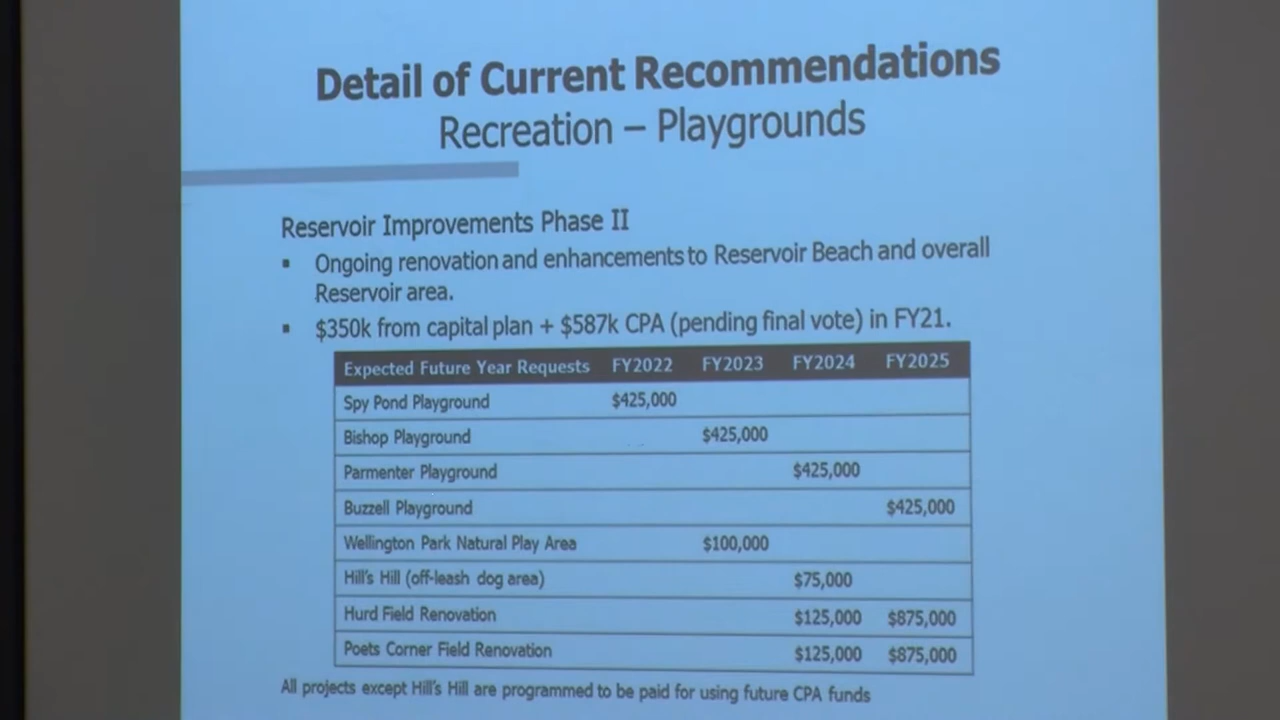 Detail of Current Recommendations
Recreation – Playgrounds
Reservoir Improvements Phase II
▪ Ongoing renovation and enhancements to Reservoir Beach and overall
Reservoir area.
▪ $350k from capital plan + $587k CPA (pending final vote) in FY21.
Expected Future Year Requests FY2022 FY2023 FY2024 FY2025
Spy Pond Playground $425,000
Bishop Playground $425,000
Parmenter Playground $425,000
Buzzell Playground $425,000
Wellington Park Natural Play Area $100,000
Hill's Hill (off-leash dog area) $75,000
Hurd Field Renovation $125,000 $875,000
Poets Corner Field Renovation $125,000 $875,000
All projects except Hill's Hill are programmed to be paid for using future CPA funds